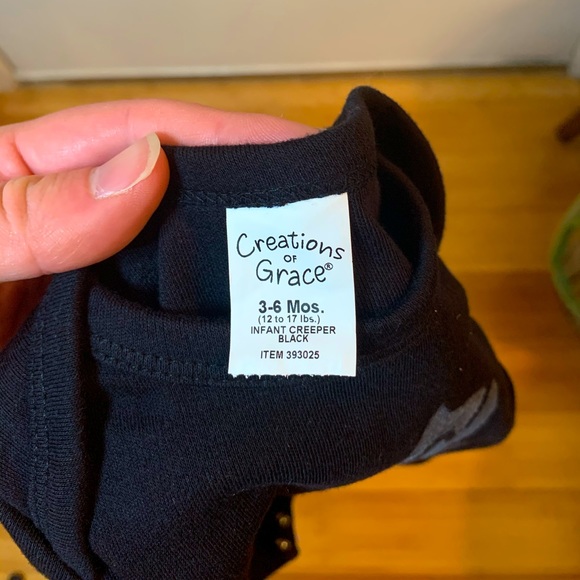 Creations
OF
Grace®
3-6 Mos.
(12 to 17 lbs.)
INFANT CREEPER
BLACK
ITEM 393025